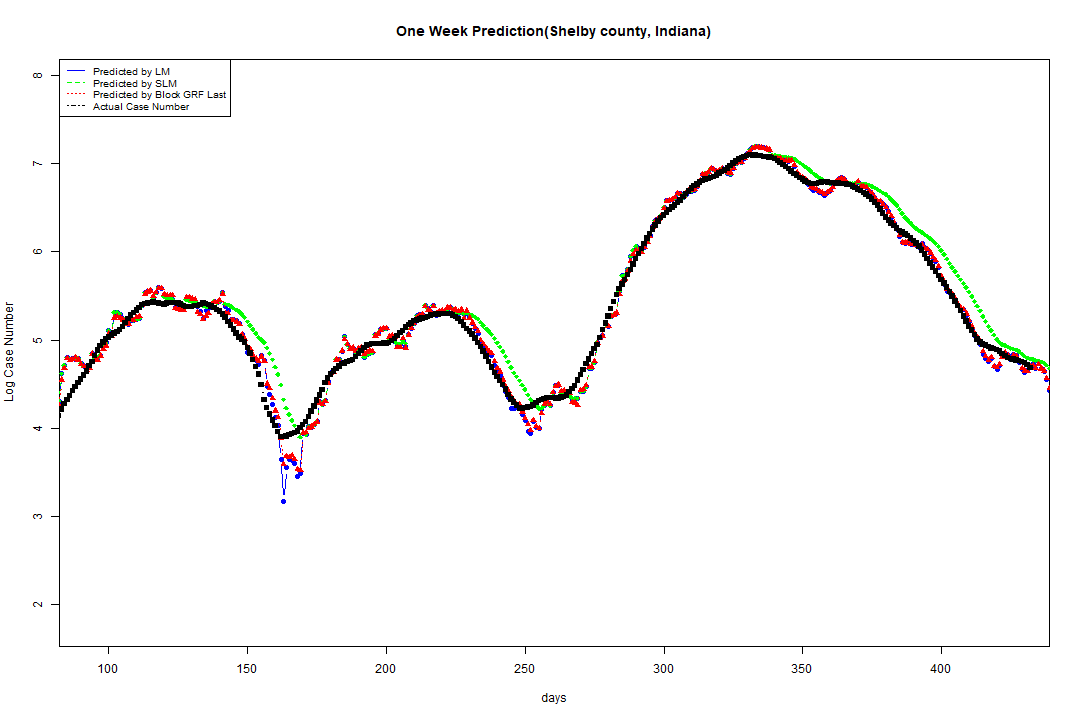 One Week Prediction(Shelby county, Indiana)
Predicted by LM
Predicted by SLM
Predicted by Block GRF Last
Actual Case Number
Log Case Number
8
7
6
5
4
3
2
100 150 200 250 300 350 400
days